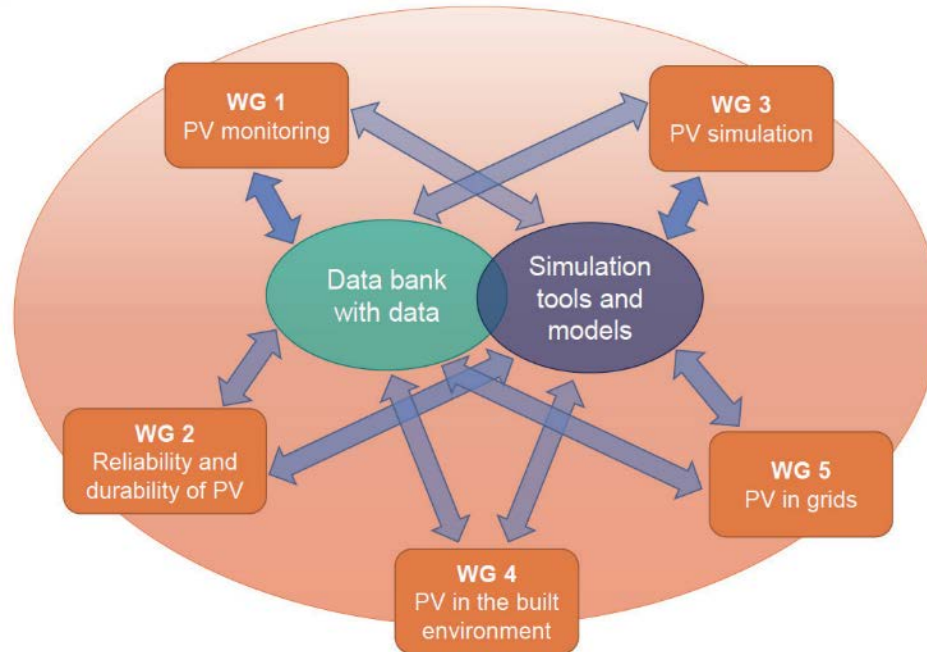 WG 1
PV monitoring
WG 3
PV simulation
Data bank
with data
Simulation
tools and
models
WG 2
Reliability and
durability of PV
WG 5
PV in grids
WG 4
PV in the built
environment